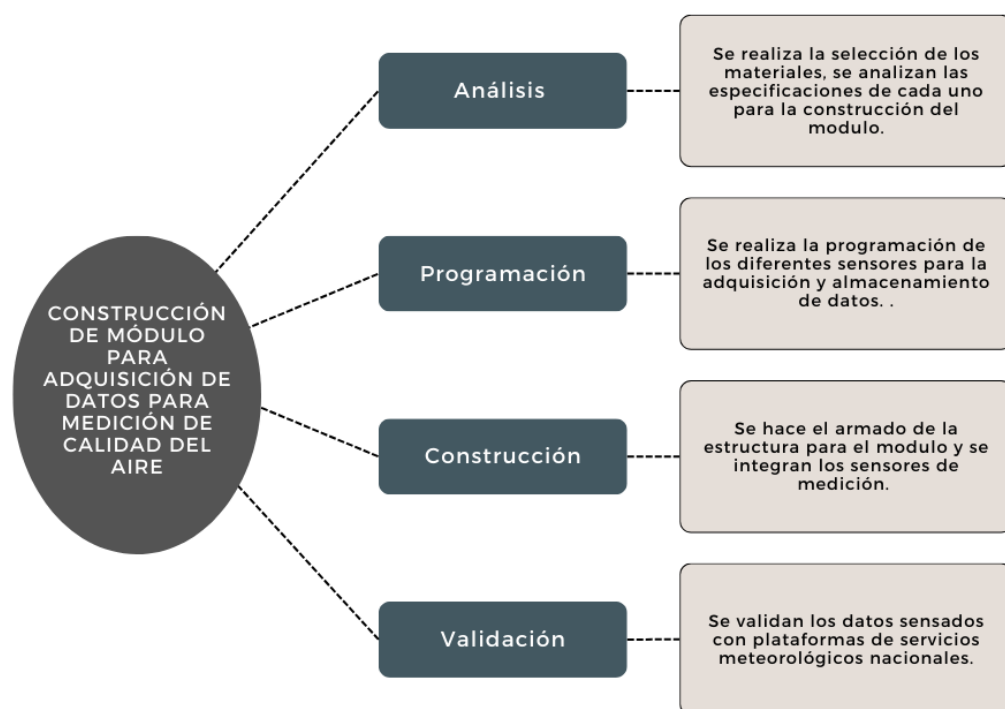 CONSTRUCCIÓN
DE MÓDULO
PARA
ADQUISICIÓN DE
DATOS PARA
MEDICIÓN DE
CALIDAD DEL
AIRE
Análisis
Se realiza la selección de los
materiales, se analizan las
especificaciones de cada uno
para la construcción del
modulo.
Programación
Se realiza la programación de
los diferentes sensores para la
adquisición y almacenamiento
de datos. .
Construcción
Se hace el armado de la
estructura para el modulo y se
integran los sensores de
medición.
Validación
Se validan los datos sensados
con plataformas de servicios
meteorológicos nacionales.